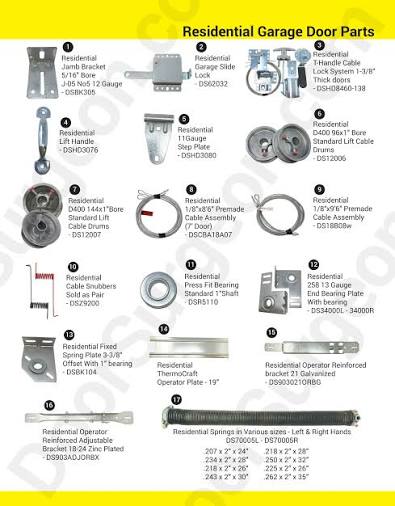 Residential Garage Door Parts
1
Residential
Jamb Bracket
5/16" Bore
J-05 No5 12 Gauge
- DSBK305
2
Residential
Garage Slide
Lock
- DS62032
3
Residential
T-Handle Cable
Lock System 1-3/8"
Thick doors
- DSHD8460-138
4
Residential
Lift Handle
- DSHD3076
5
Residential
11Gauge
Step Plate
- DSHD3080
6
Residential
D400 96x1" Bore
Standard Lift Cable
Drums
- DS12006
7
Residential
D400 144x1"Bore
Standard Lift
Cable Drums
- DS12007
8
Residential
1/8"x8'6" Premade
Cable Assembly
(7' Door)
- DSCBA18A07
9
Residential
1/8"x9'6" Premade
Cable Assembly
- DS18B08w
10
Residential
Cable Snubbers
Sold as Pair
- DSZ9200
11
Residential
Press Fit Bearing
Standard 1"Shaft
- DSR5110
12
Residential
258 13 Gauge
End Bearing Plate
With bearing
- DS34000L - 34000R
13
Residential Fixed
Spring Plate 3-3/8"
Offset With 1" bearing
- DSBK104
14
Residential
ThermoCraft
Operator Plate - 19"
15
Residential Operator Reinforced
bracket 21 Galvanized
- DS903021ORBG
16
Residential Operator
Reinforced Adjustable
Bracket 18-24 Zinc Plated
- DS903ADJORBX
17
Residential Springs in Various sizes - Left & Right Hands
DS70005L - DS70005R
.207 x 2" x 24" .218 x 2" x 28"
.234 x 2" x 28" .250 x 2" x 32"
.218 x 2" x 26" .225 x 2" x 26"
.243 x 2" x 30" .262 x 2" x 35"